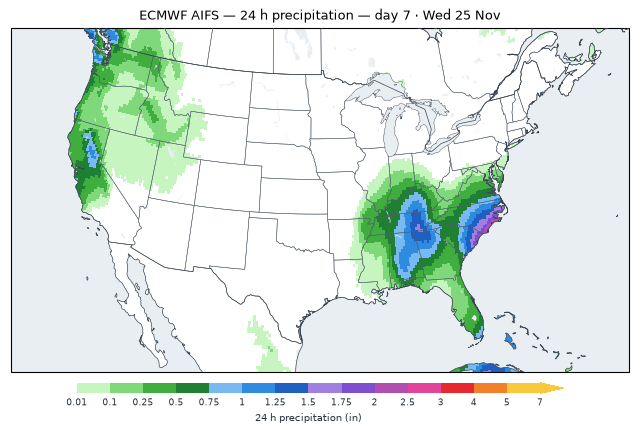 ECMWF AIFS — 24 h precipitation — day 7 · Wed 25 Nov
0.01 0.1 0.25 0.5 0.75 1 1.25 1.5 1.75 2 2.5 3 4 5 7
24 h precipitation (in)